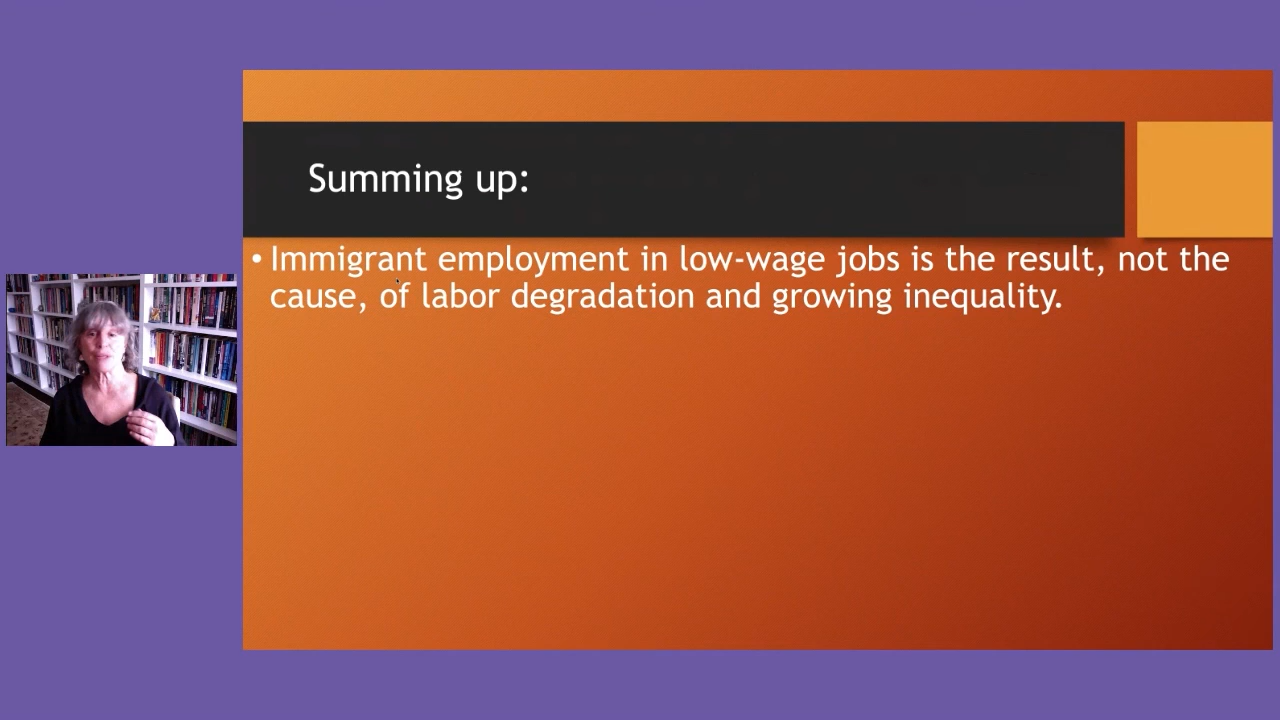 Summing up:
• Immigrant employment in low-wage jobs is the result, not the
cause, of labor degradation and growing inequality.